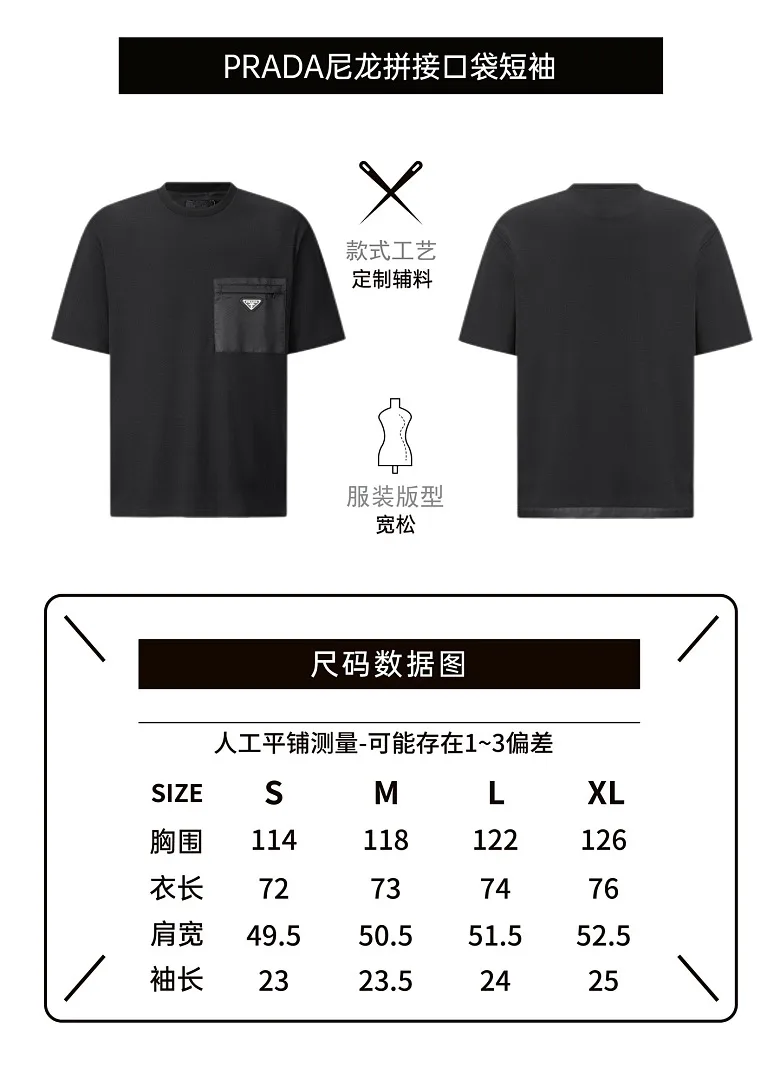 PRADA尼龙拼接口袋短袖
款式工艺
定制辅料
服装版型
宽松
尺码数据图
人工平铺测量-可能存在1~3偏差
SIZE S M L XL
胸围 114 118 122 126
衣长 72 73 74 76
肩宽 49.5 50.5 51.5 52.5
袖长 23 23.5 24 25